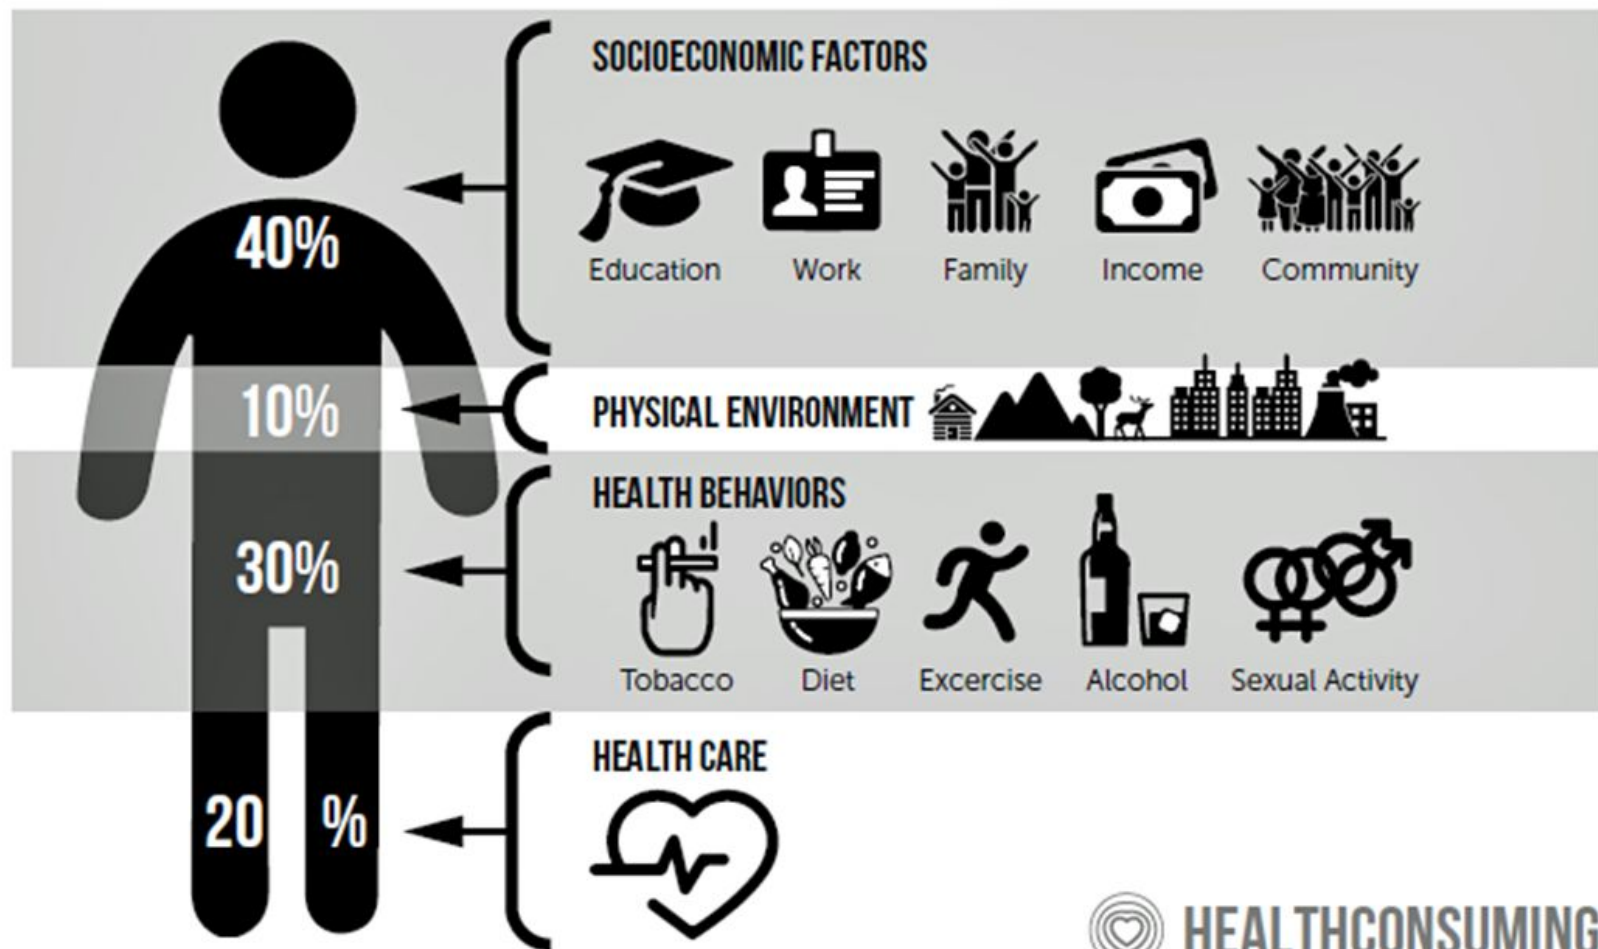 SOCIOECONOMIC FACTORS
Education Work Family Income Community
40%
10%
PHYSICAL ENVIRONMENT
HEALTH BEHAVIORS
30%
Tobacco Diet Excercise Alcohol Sexual Activity
HEALTH CARE
20 %
HEALTHCONSUMING